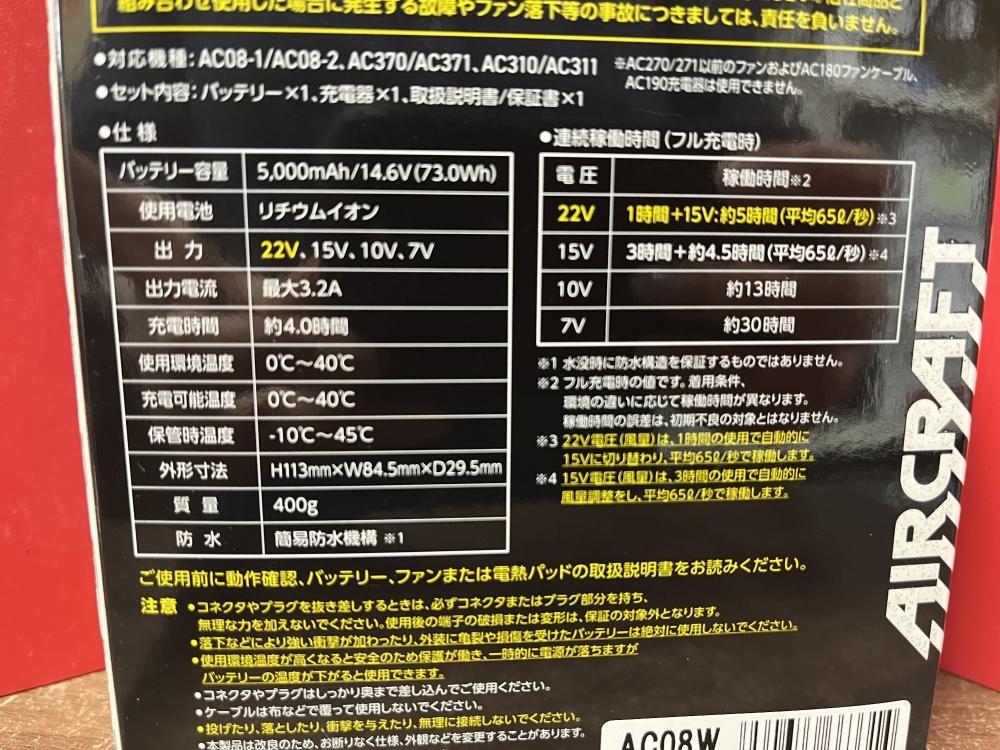 組み合わせ使用した場合に発生する故障やファン落下等の事故につきましては、責任を負いません。
●対応機種：AC08-1/AC08-2、AC370/AC371、AC310/AC311 ※AC270/271以前のファンおよびAC180ファンケーブル、
AC190充電器は使用できません。
●セット内容：バッテリー×1、充電器×1、取扱説明書/保証書×1
●仕様
バッテリー容量 5,000mAh/14.6V(73.0Wh)
使用電池 リチウムイオン
出力 22V、15V、10V、7V
出力電流 最大3.2A
充電時間 約4.0時間
使用環境温度 0℃〜40℃
充電可能温度 0℃〜40℃
保管時温度 -10℃〜45℃
外形寸法 H113mm×W84.5mm×D29.5mm
質量 400g
防水 簡易防水機構 ※1
●連続稼働時間（フル充電時）
電圧 稼働時間※2
22V 1時間＋15V：約5時間（平均65ℓ/秒）※3
15V 3時間＋約4.5時間（平均65ℓ/秒）※4
10V 約13時間
7V 約30時間
※1 水没時に防水構造を保証するものではありません。
※2 フル充電時の値です。着用条件、
環境の違いに応じて稼働時間が異なります。
稼働時間の誤差は、初期不良の対象とはなりません。
※3 22V電圧（風量）は、1時間の使用で自動的に
15Vに切り替わり、平均65ℓ/秒で稼働します。
※4 15V電圧（風量）は、3時間の使用で自動的に
風量調整をし、平均65ℓ/秒で稼働します。
AIRCRAFT
ご使用前に動作確認、バッテリー、ファンまたは電熱パッドの取扱説明書をお読みください。
注意 ●コネクタやプラグを抜き差しするときは、必ずコネクタまたはプラグ部分を持ち、
無理な力を加えないでください。使用後の端子の破損または変形は、保証の対象外となります。
●落下などにより強い衝撃が加わったり、外装に亀裂や損傷を受けたバッテリーは絶対に使用しないでください。
●使用環境温度が高くなると安全のため保護が働き、一時的に電源が落ちますが
バッテリーの温度が下がると使用できます。
●コネクタやプラグはしっかり奥まで差し込んでご使用ください。
●ケーブルは布などで覆って使用しないでください。
●投げたり、落としたり、衝撃を与えたり、無理に接続しないでください。
●本製品は改良のため、お断りなく仕様、外観などを変更することがあります。
AC08W